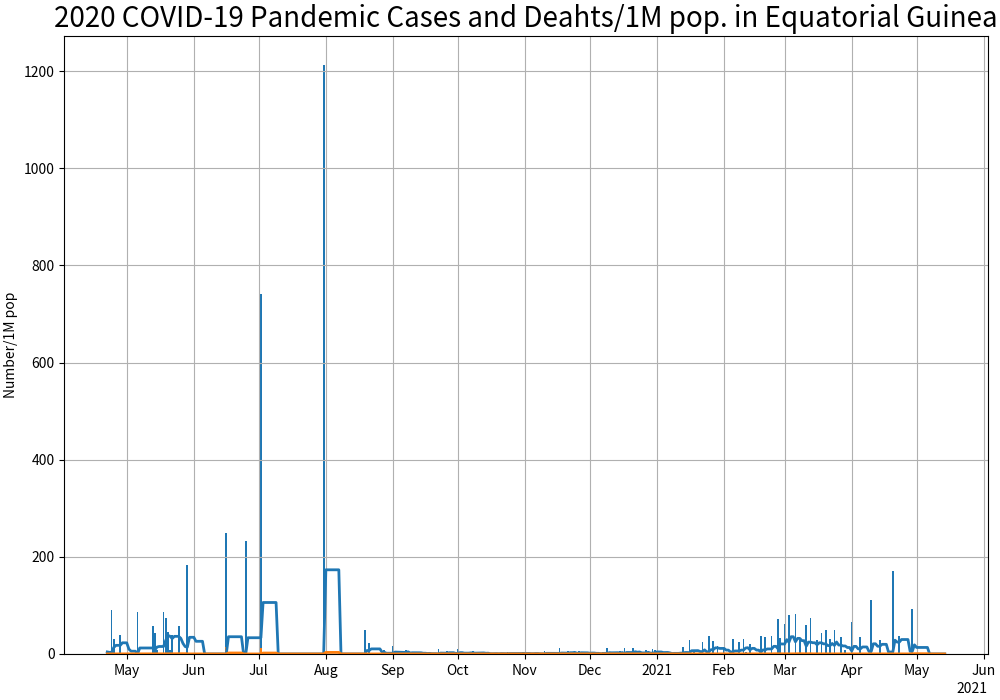 2020 COVID-19 Pandemic Cases and Deahts/1M pop. in Equatorial Guinea
Number/1M pop
1200
1000
800
600
400
200
0
May Jun Jul Aug Sep Oct Nov Dec 2021 Feb Mar Apr May Jun
2021